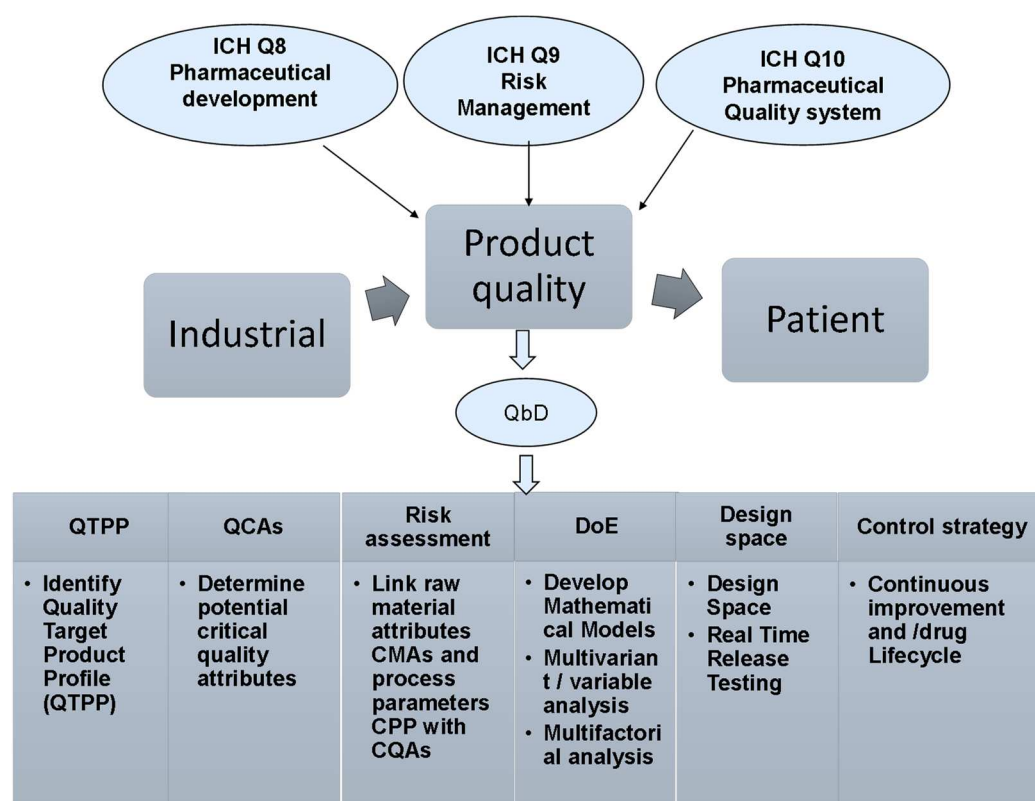 ICH Q8
Pharmaceutical
development
ICH Q9
Risk
Management
ICH Q10
Pharmaceutical
Quality system
Product
quality
Industrial
Patient
QbD
QTPP
QCAs
Risk
assessment
DoE
Design
space
Control strategy
• Identify
Quality
Target
Product
Profile
(QTPP)
• Determine
potential
critical
quality
attributes
• Link raw
material
attributes
CMAs and
process
parameters
CPP with
CQAs
• Develop
Mathemati
cal Models
• Multivarian
t / variable
analysis
• Multifactori
al analysis
• Design
Space
• Real Time
Release
Testing
• Continuous
improvement
and /drug
Lifecycle